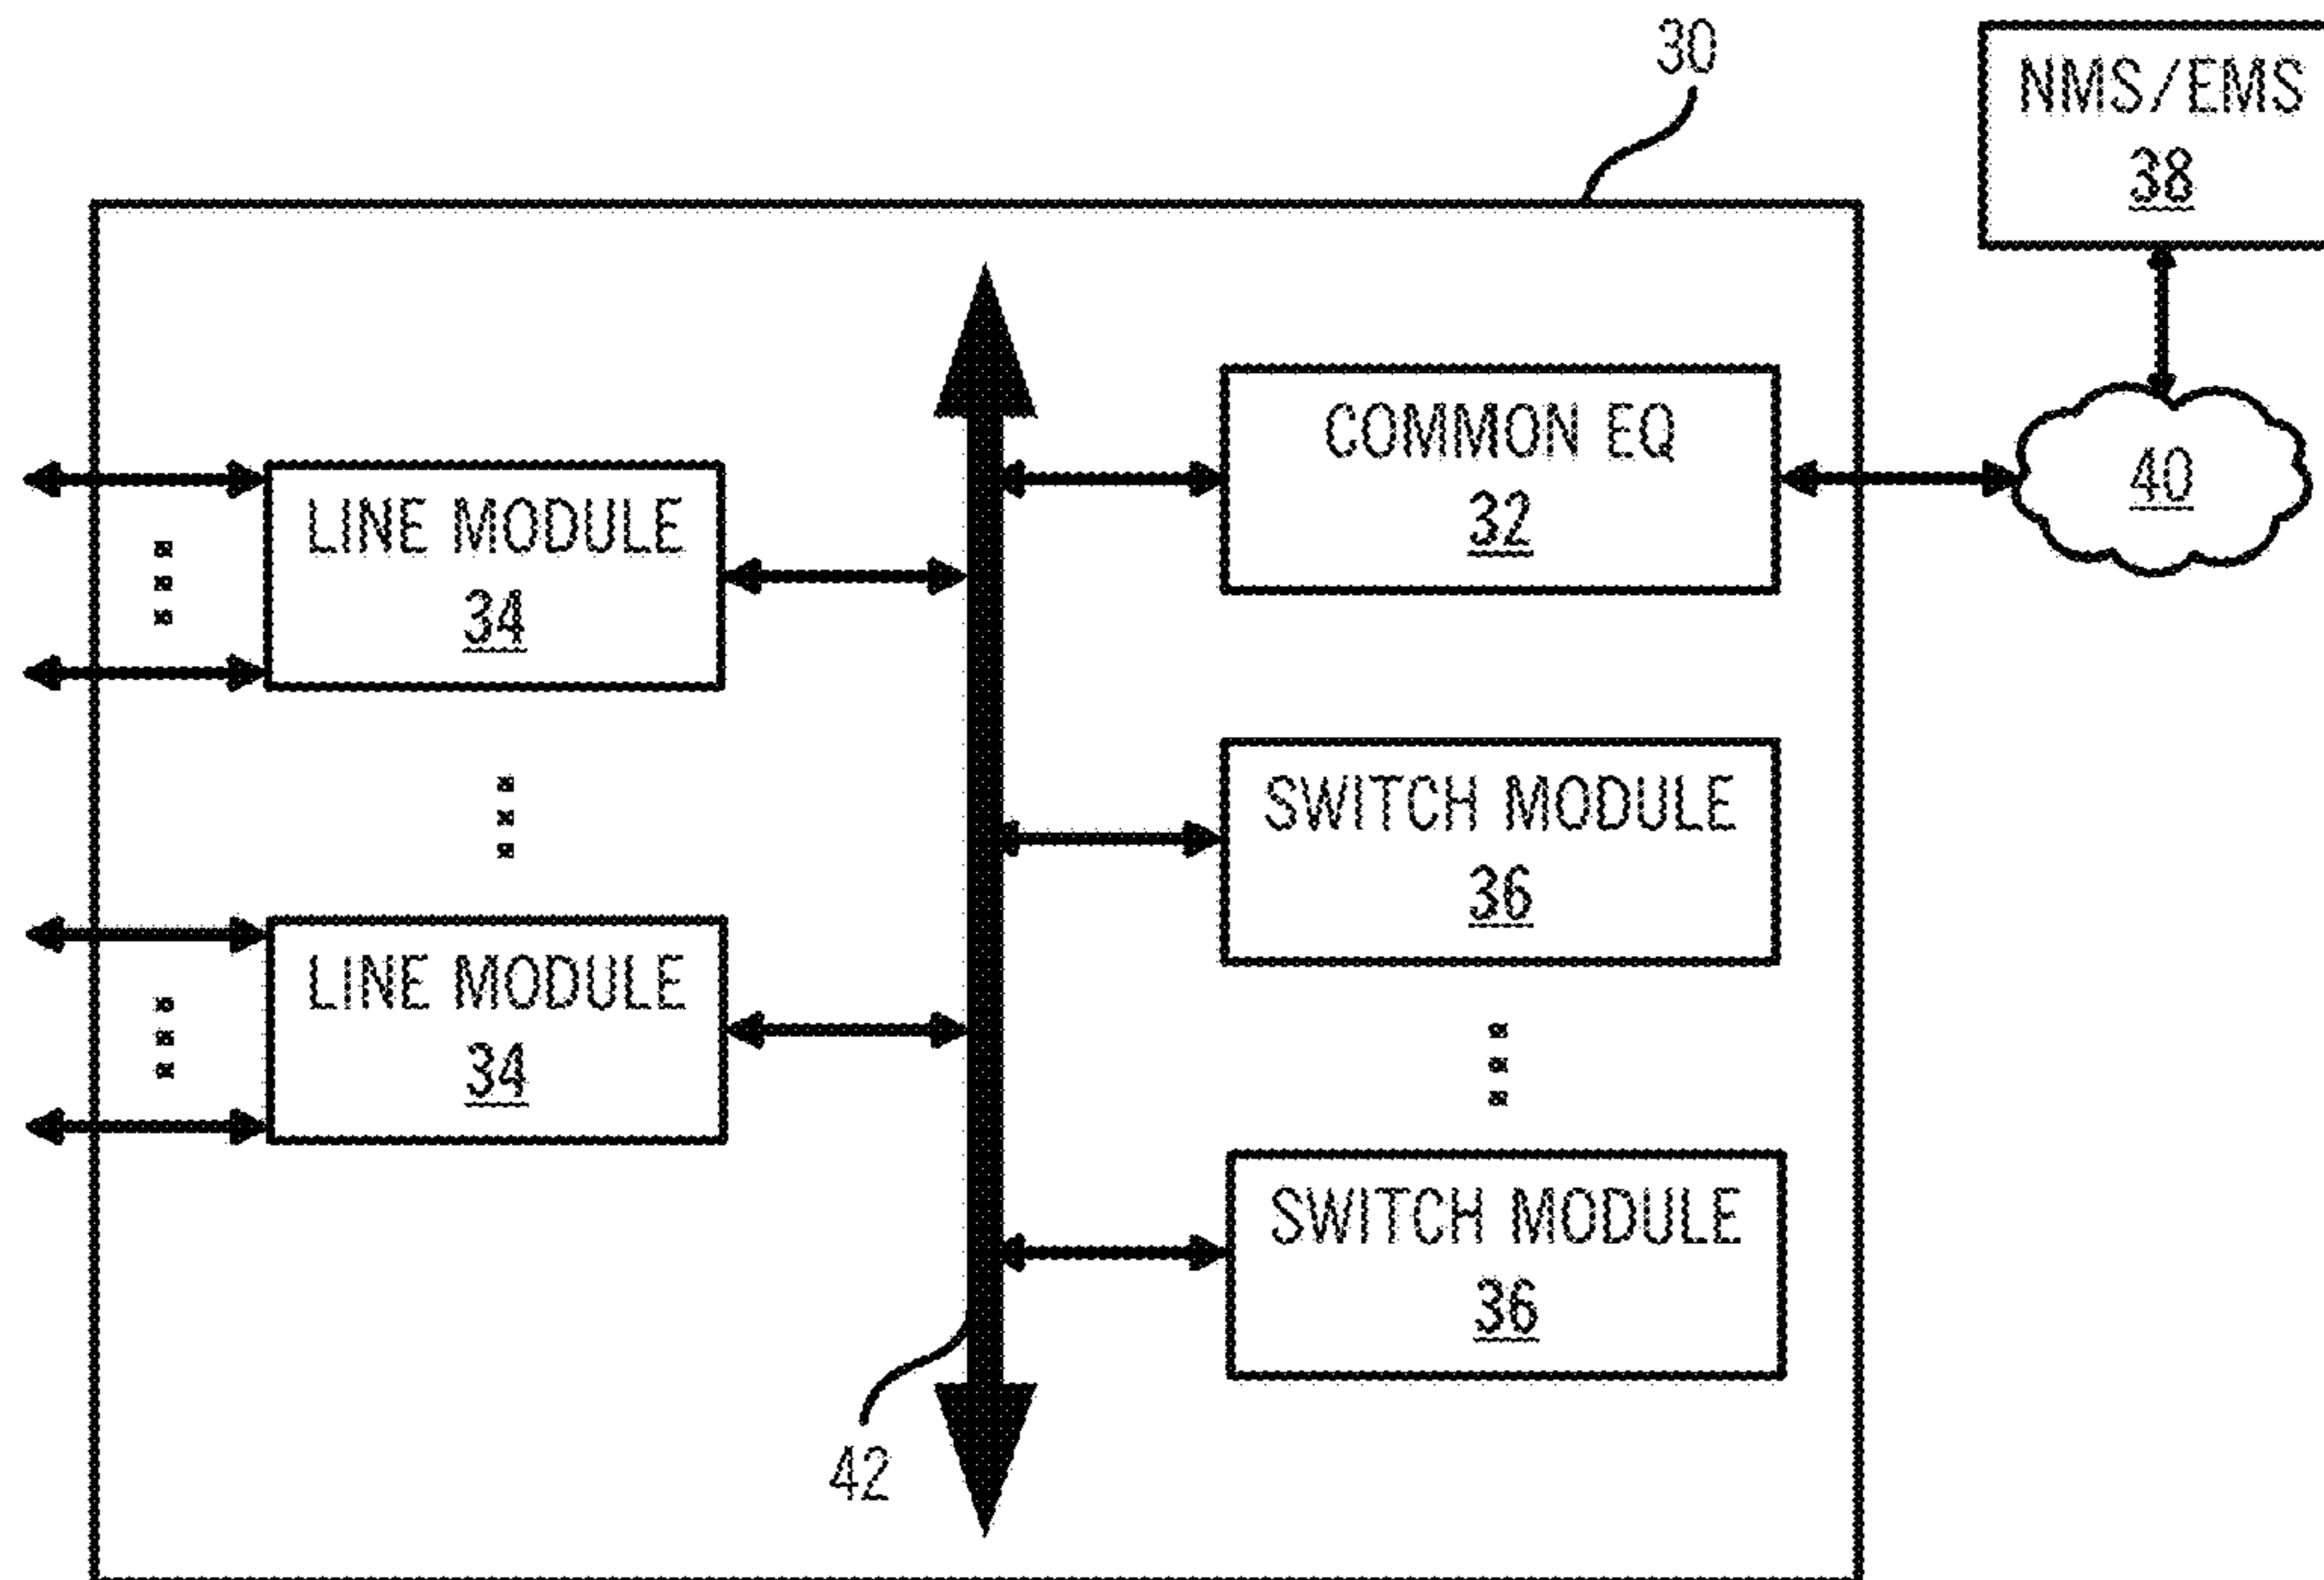 30
NMS/EMS
38
COMMON EQ
32
40
LINE MODULE
34
SWITCH MODULE
36
LINE MODULE
34
SWITCH MODULE
36
42